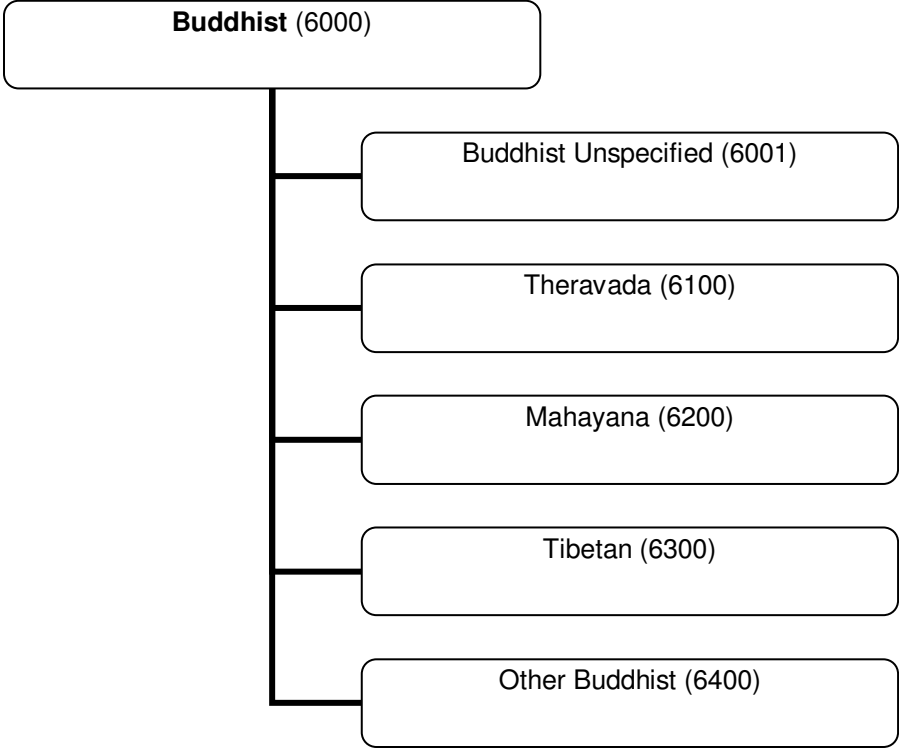 Buddhist (6000)
Buddhist Unspecified (6001)
Theravada (6100)
Mahayana (6200)
Tibetan (6300)
Other Buddhist (6400)